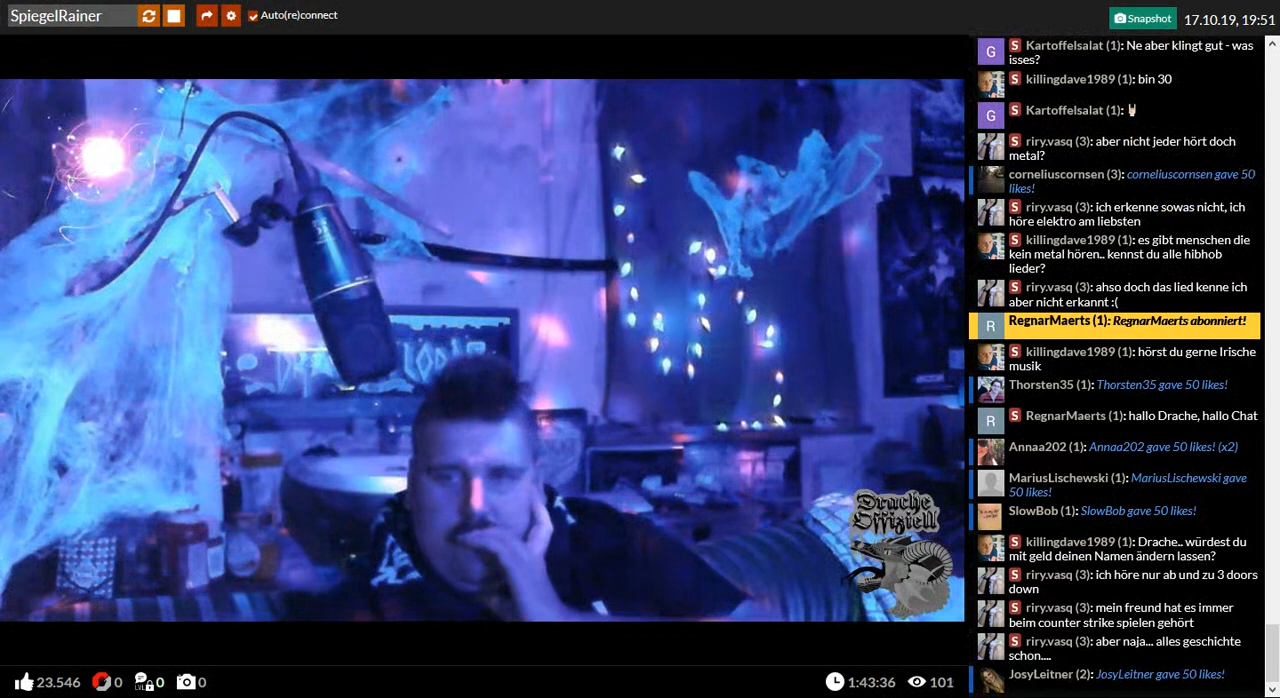 SpiegelRainer
Auto(re)connect
Snapshot
17.10.19, 19:51
G
S Kartoffelsalat (1): Ne aber klingt gut - was
isses?
S killingdave1989 (1): bin 30
G
S Kartoffelsalat (1): 🤘🏻
S riry.vasq (3): aber nicht jeder hört doch
metal?
corneliuscornsen (3): corneliuscornsen gave 50
likes!
S riry.vasq (3): ich erkenne sowas nicht, ich
höre elektro am liebsten
S killingdave1989 (1): es gibt menschen die
kein metal hören.. kennst du alle hibhob
lieder?
S riry.vasq (3): ahso doch das lied kenne ich
aber nicht erkannt :(
R
RegnarMaerts (1): RegnarMaerts abonniert!
S killingdave1989 (1): hörst du gerne Irische
musik
Thorsten35 (1): Thorsten35 gave 50 likes!
R
S RegnarMaerts (1): hallo Drache, hallo Chat
Annaa202 (1): Annaa202 gave 50 likes! (x2)
MariusLischewski (1): MariusLischewski gave
50 likes!
SlowBob (1): SlowBob gave 50 likes!
S killingdave1989 (1): Drache.. würdest du
mit geld deinen Namen ändern lassen?
S riry.vasq (3): ich höre nur ab und zu 3 doors
down
S riry.vasq (3): mein freund hat es immer
beim counter strike spielen gehört
S riry.vasq (3): aber naja... alles geschichte
schon....
JosyLeitner (2): JosyLeitner gave 50 likes!
Drache
Offiziell
23.546
0
LVL
0
0
1:43:36
101